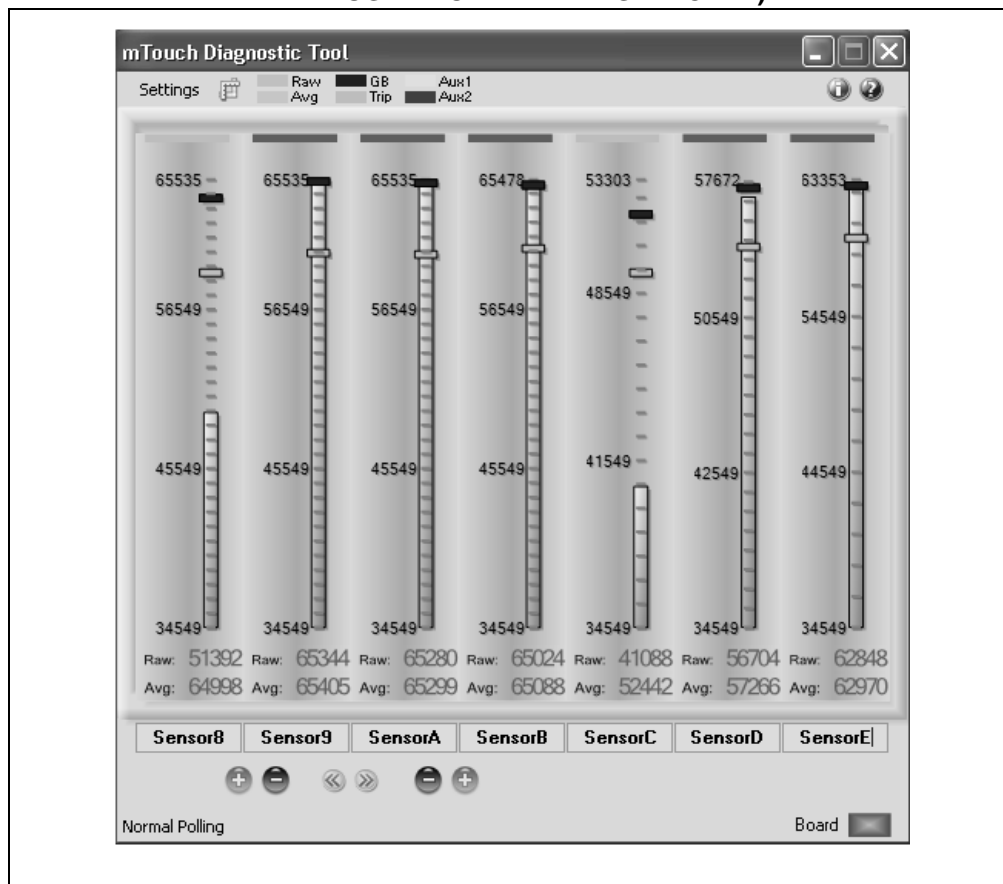 mTouch Diagnostic Tool
Settings Raw GB Aux1
Avg Trip Aux2
65535 65535 65535 65478 53303 57672 63353
56549 56549 56549 56549 48549 50549 54549
45549 45549 45549 45549 41549 42549 44549
34549 34549 34549 34549 34549 34549 34549
Raw: 51392 Raw: 65344 Raw: 65280 Raw: 65024 Raw: 41088 Raw: 56704 Raw: 62848
Avg: 64998 Avg: 65405 Avg: 65299 Avg: 65088 Avg: 52442 Avg: 57266 Avg: 62970
Sensor8 Sensor9 SensorA SensorB SensorC SensorD SensorE
Normal Polling Board